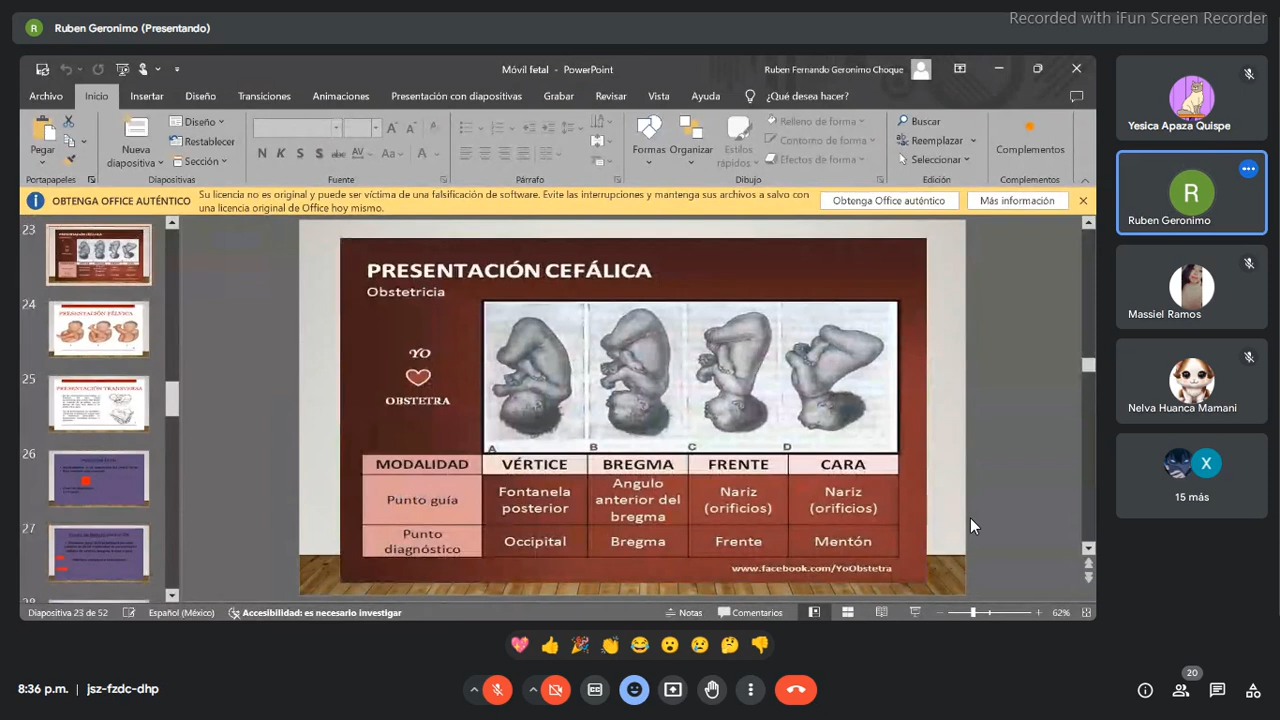 Recorded with iFun Screen Recorder
R Ruben Geronimo (Presentando)
Móvil fetal - PowerPoint
Ruben Fernando Geronimo Choque
Archivo Inicio Insertar Diseño Transiciones Animaciones Presentación con diapositivas Grabar Revisar Vista Ayuda ¿Qué desea hacer?
Pegar
Nueva diapositiva
Diseño
Restablecer
Sección
N K S S abc AV Aa A
Formas Organizar Estilos rápidos
Relleno de forma
Contorno de forma
Efectos de forma
Buscar
Reemplazar
Seleccionar
Complementos
Portapapeles Diapositivas Fuente Párrafo Dibujo Edición Complementos
OBTENGA OFFICE AUTÉNTICO
Su licencia no es original y puede ser víctima de una falsificación de software. Evite las interrupciones y mantenga sus archivos a salvo con
una licencia original de Office hoy mismo.
Obtenga Office auténtico
Más información
23
24
PRESENTACIÓN PÉLVICA
25
PRESENTACIÓN TRANSVERSA
26
27
28
PRESENTACIÓN CEFÁLICA
Obstetricia
YO
OBSTETRA
A B C D
MODALIDAD VÉRTICE BREGMA FRENTE CARA
Punto guía
Fontanela posterior
Angulo anterior del bregma
Nariz (orificios)
Nariz (orificios)
Punto diagnóstico
Occipital
Bregma
Frente
Mentón
www.facebook.com/YoObstetra
Diapositiva 23 de 52
Español (México)
Accesibilidad: es necesario investigar
Notas
Comentarios
62%
Yesica Apaza Quispe
R
Ruben Geronimo
Massiel Ramos
Nelva Huanca Mamani
X
15 más
8:36 p.m. | jsz-fzdc-dhp
20